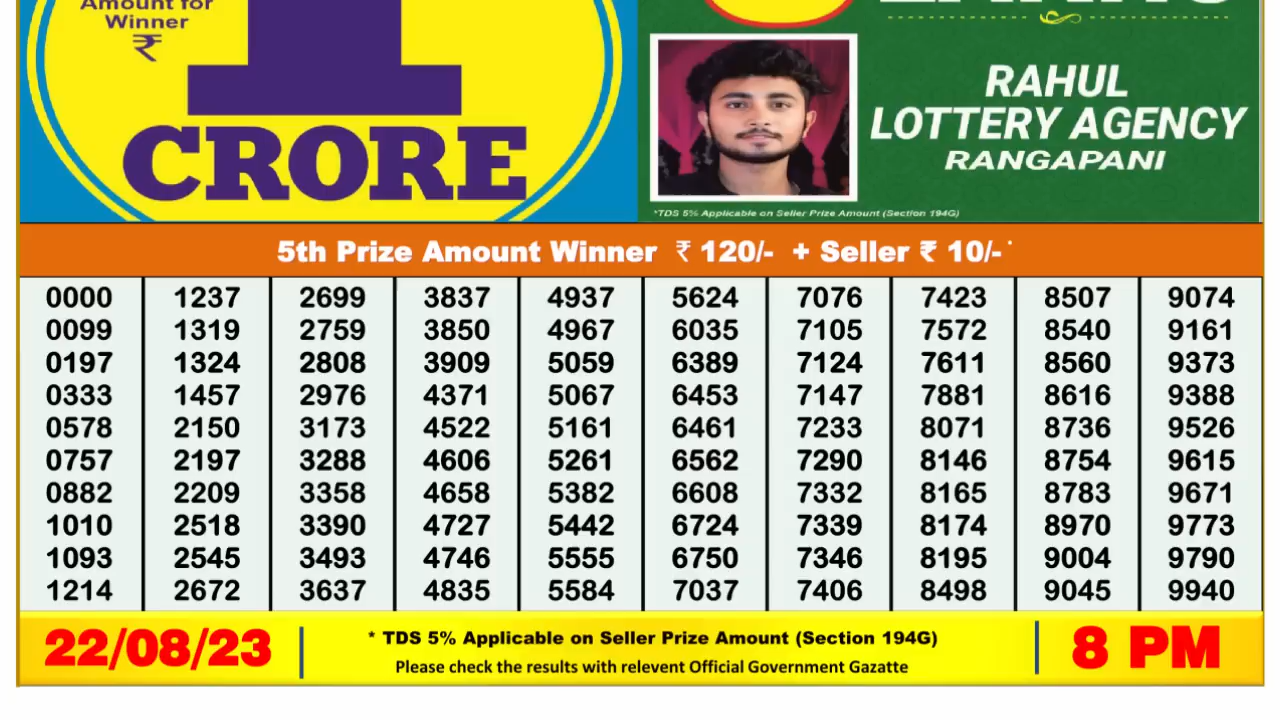 Amount for
Winner
₹
1
CRORE
RAHUL
LOTTERY AGENCY
RANGAPANI
*TDS 5% Applicable on Seller Prize Amount (Section 194G)
5th Prize Amount Winner ₹ 120/- + Seller ₹ 10/- *
0000 1237 2699 3837 4937 5624 7076 7423 8507 9074
0099 1319 2759 3850 4967 6035 7105 7572 8540 9161
0197 1324 2808 3909 5059 6389 7124 7611 8560 9373
0333 1457 2976 4371 5067 6453 7147 7881 8616 9388
0578 2150 3173 4522 5161 6461 7233 8071 8736 9526
0757 2197 3288 4606 5261 6562 7290 8146 8754 9615
0882 2209 3358 4658 5382 6608 7332 8165 8783 9671
1010 2518 3390 4727 5442 6724 7339 8174 8970 9773
1093 2545 3493 4746 5555 6750 7346 8195 9004 9790
1214 2672 3637 4835 5584 7037 7406 8498 9045 9940
22/08/23
* TDS 5% Applicable on Seller Prize Amount (Section 194G)
Please check the results with relevent Official Government Gazatte
8 PM